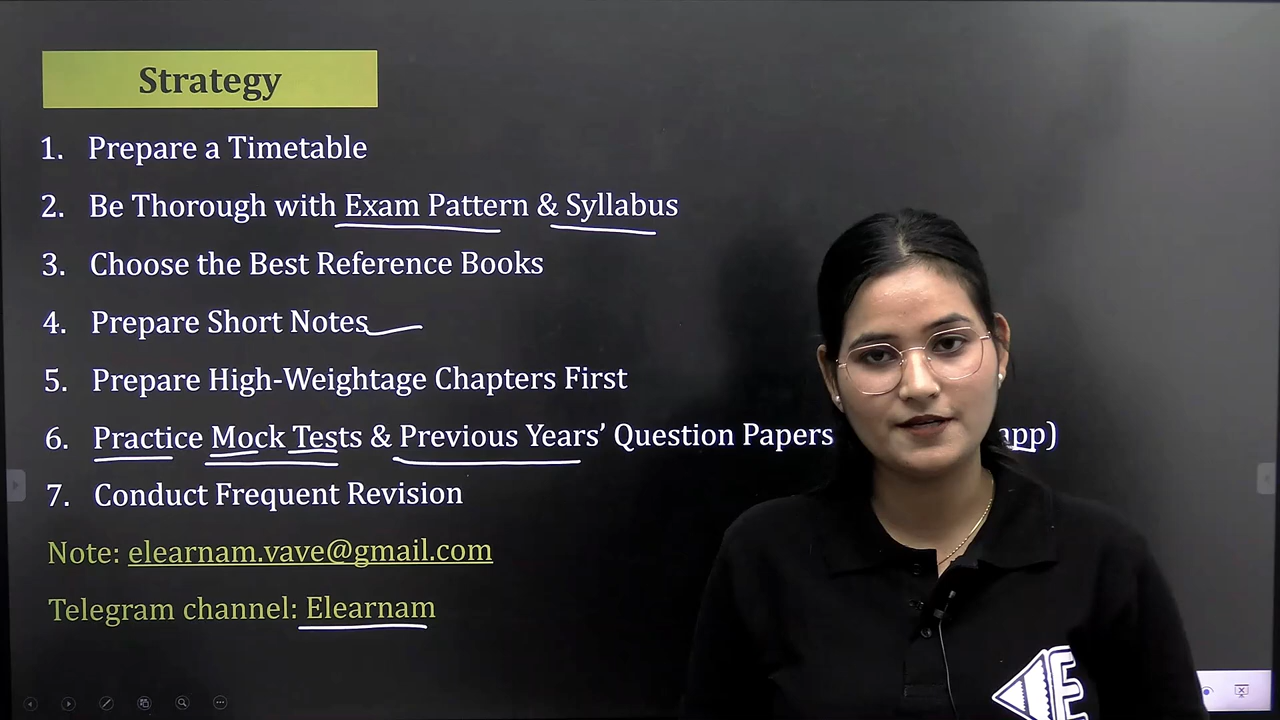 Strategy
1. Prepare a Timetable
2. Be Thorough with Exam Pattern & Syllabus
3. Choose the Best Reference Books
4. Prepare Short Notes
5. Prepare High-Weightage Chapters First
6. Practice Mock Tests & Previous Years’ Question Papers app)
7. Conduct Frequent Revision
Note: elearnam.vave@gmail.com
Telegram channel: Elearnam